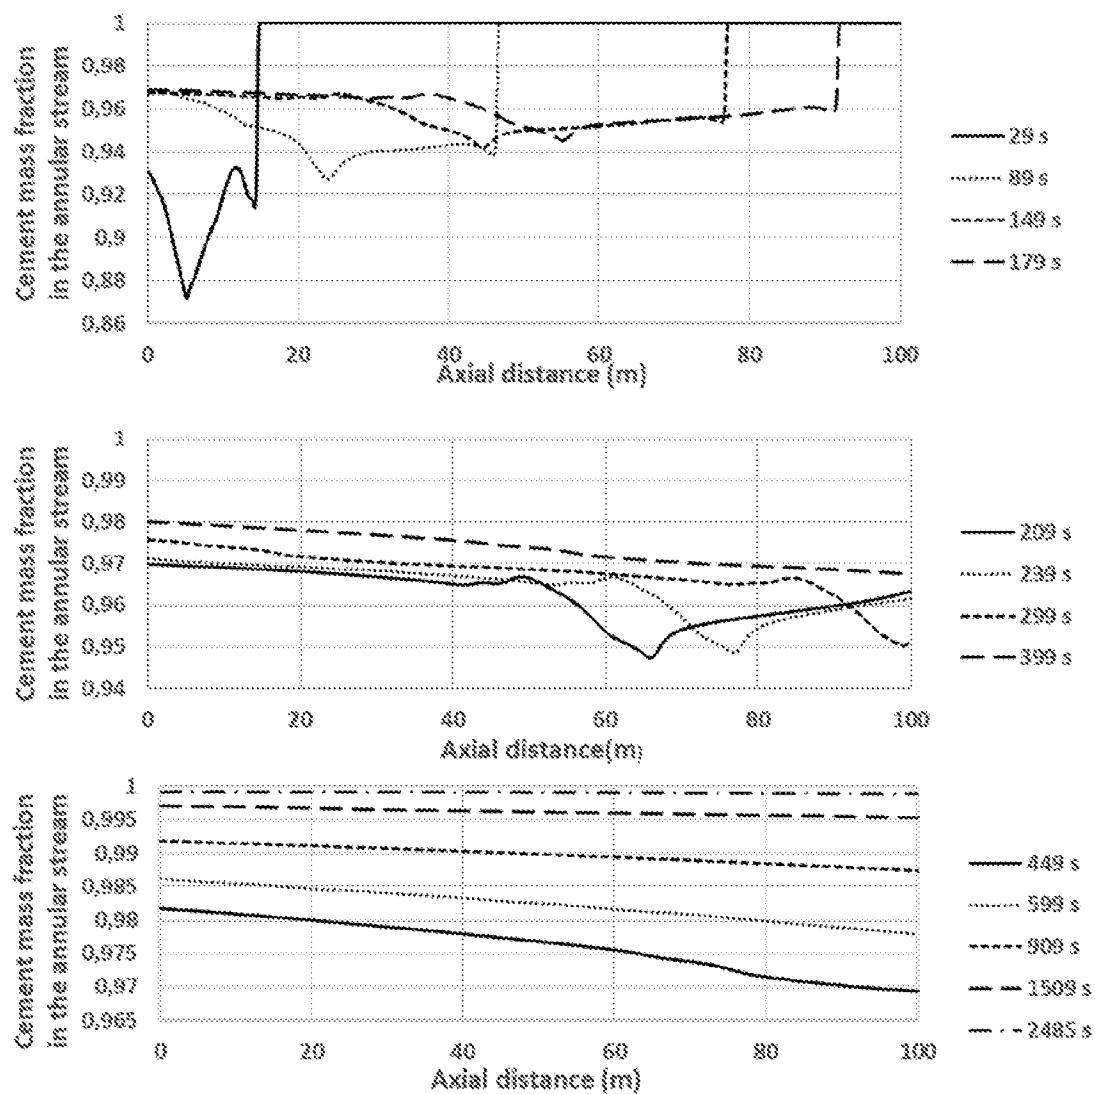 Cement mass fraction
in the annular stream
1
0,98
0,96
0,94
0,92
0,9
0,88
0,86
0
20
40
60
80
100
Axial distance (m)
29 s
89 s
149 s
179 s
Cement mass fraction
in the annular stream
1
0,99
0,98
0,97
0,96
0,95
0,94
0
20
40
60
80
100
Axial distance(m)
209 s
239 s
299 s
399 s
Cement mass fraction
in the annular stream
1
0,995
0,99
0,985
0,98
0,975
0,97
0,965
0
20
40
60
80
100
Axial distance (m)
449 s
599 s
909 s
1509 s
2485 s